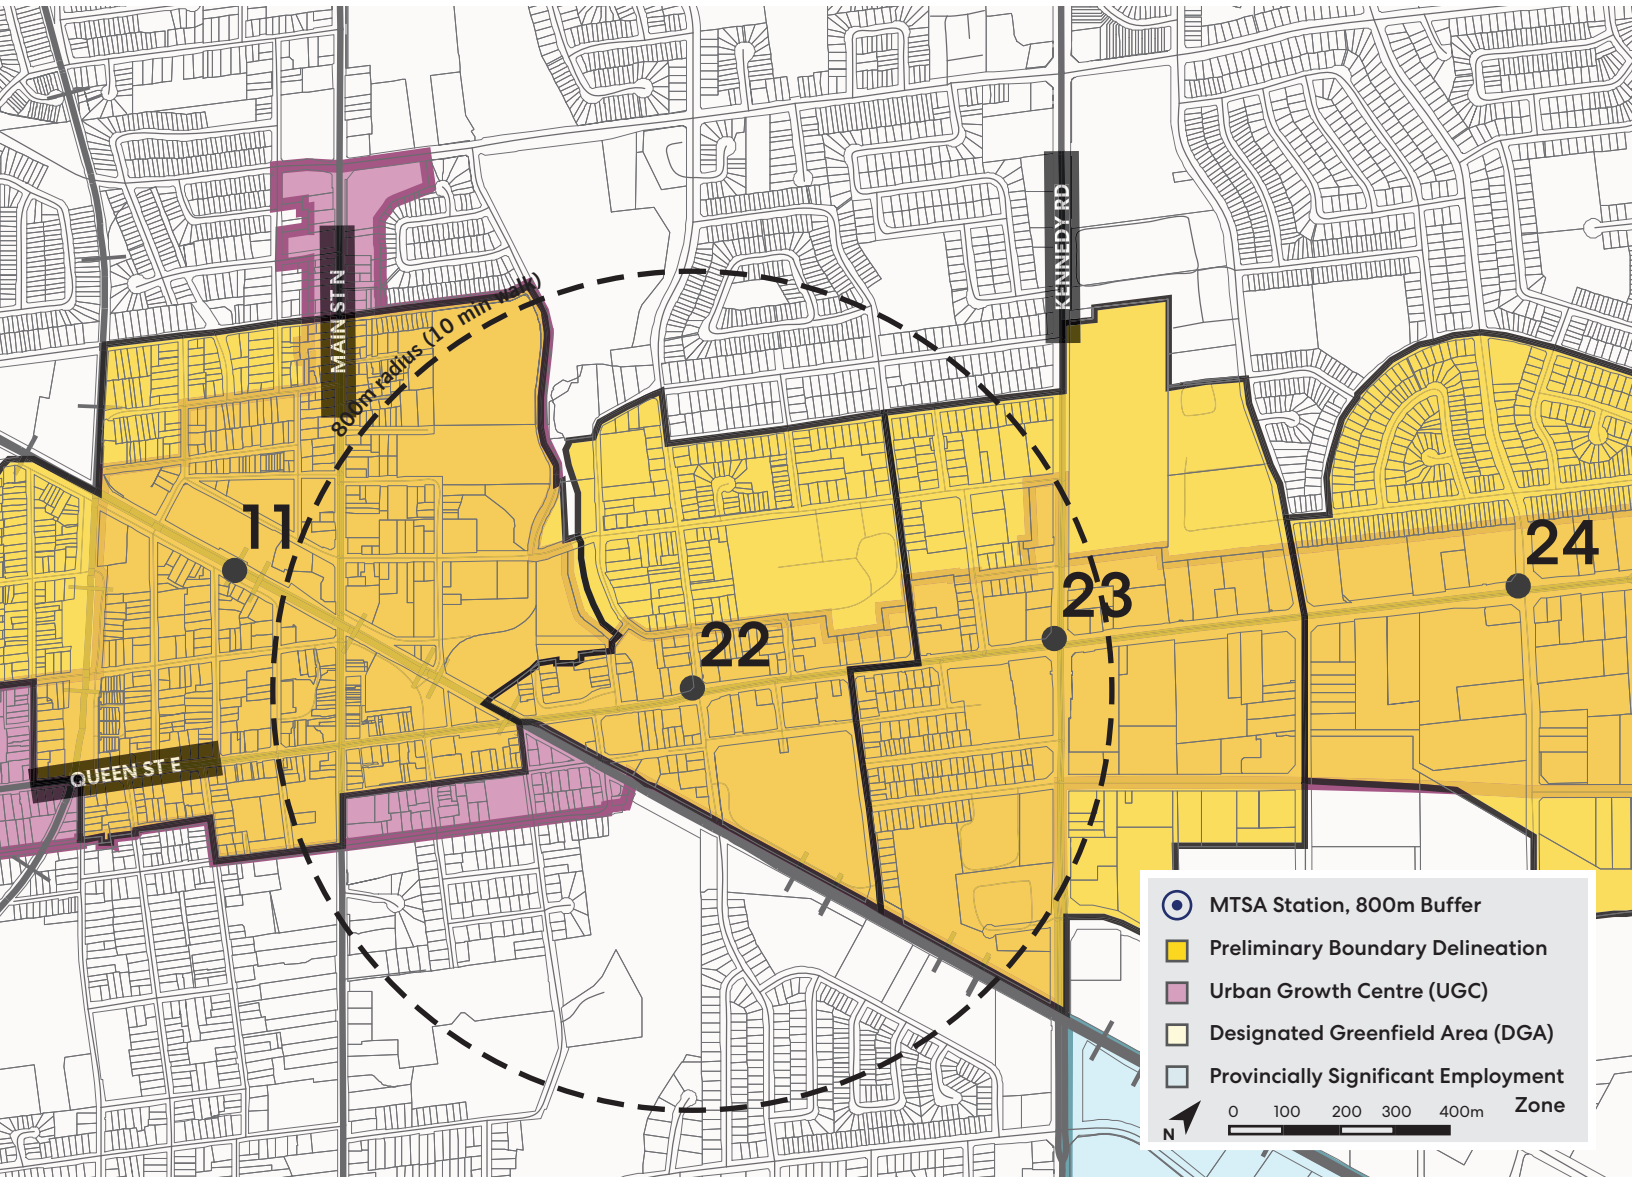 KENNEDY RD
MAIN ST N
800m radius (10 min walk)
11
24
23
22
QUEEN ST E
MTSA Station, 800m Buffer
Preliminary Boundary Delineation
Urban Growth Centre (UGC)
Designated Greenfield Area (DGA)
Provincially Significant Employment
Zone
0 100 200 300 400m
N